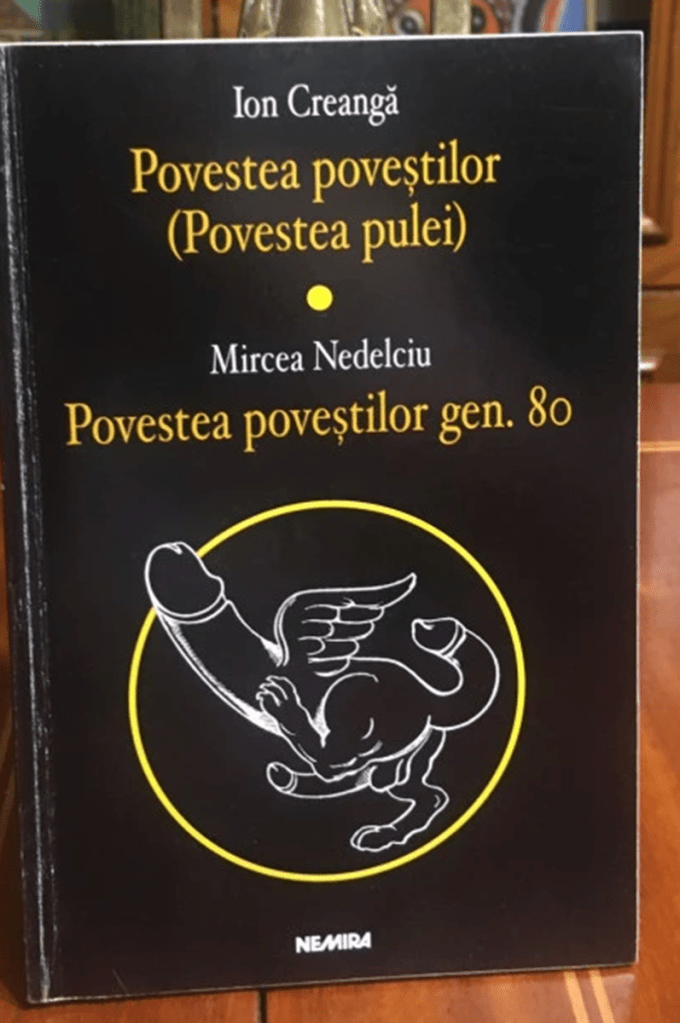 Ion Creangă
Povestea poveștilor
(Povestea pulei)
Mircea Nedelciu
Povestea poveștilor gen. 80
NEMIRA